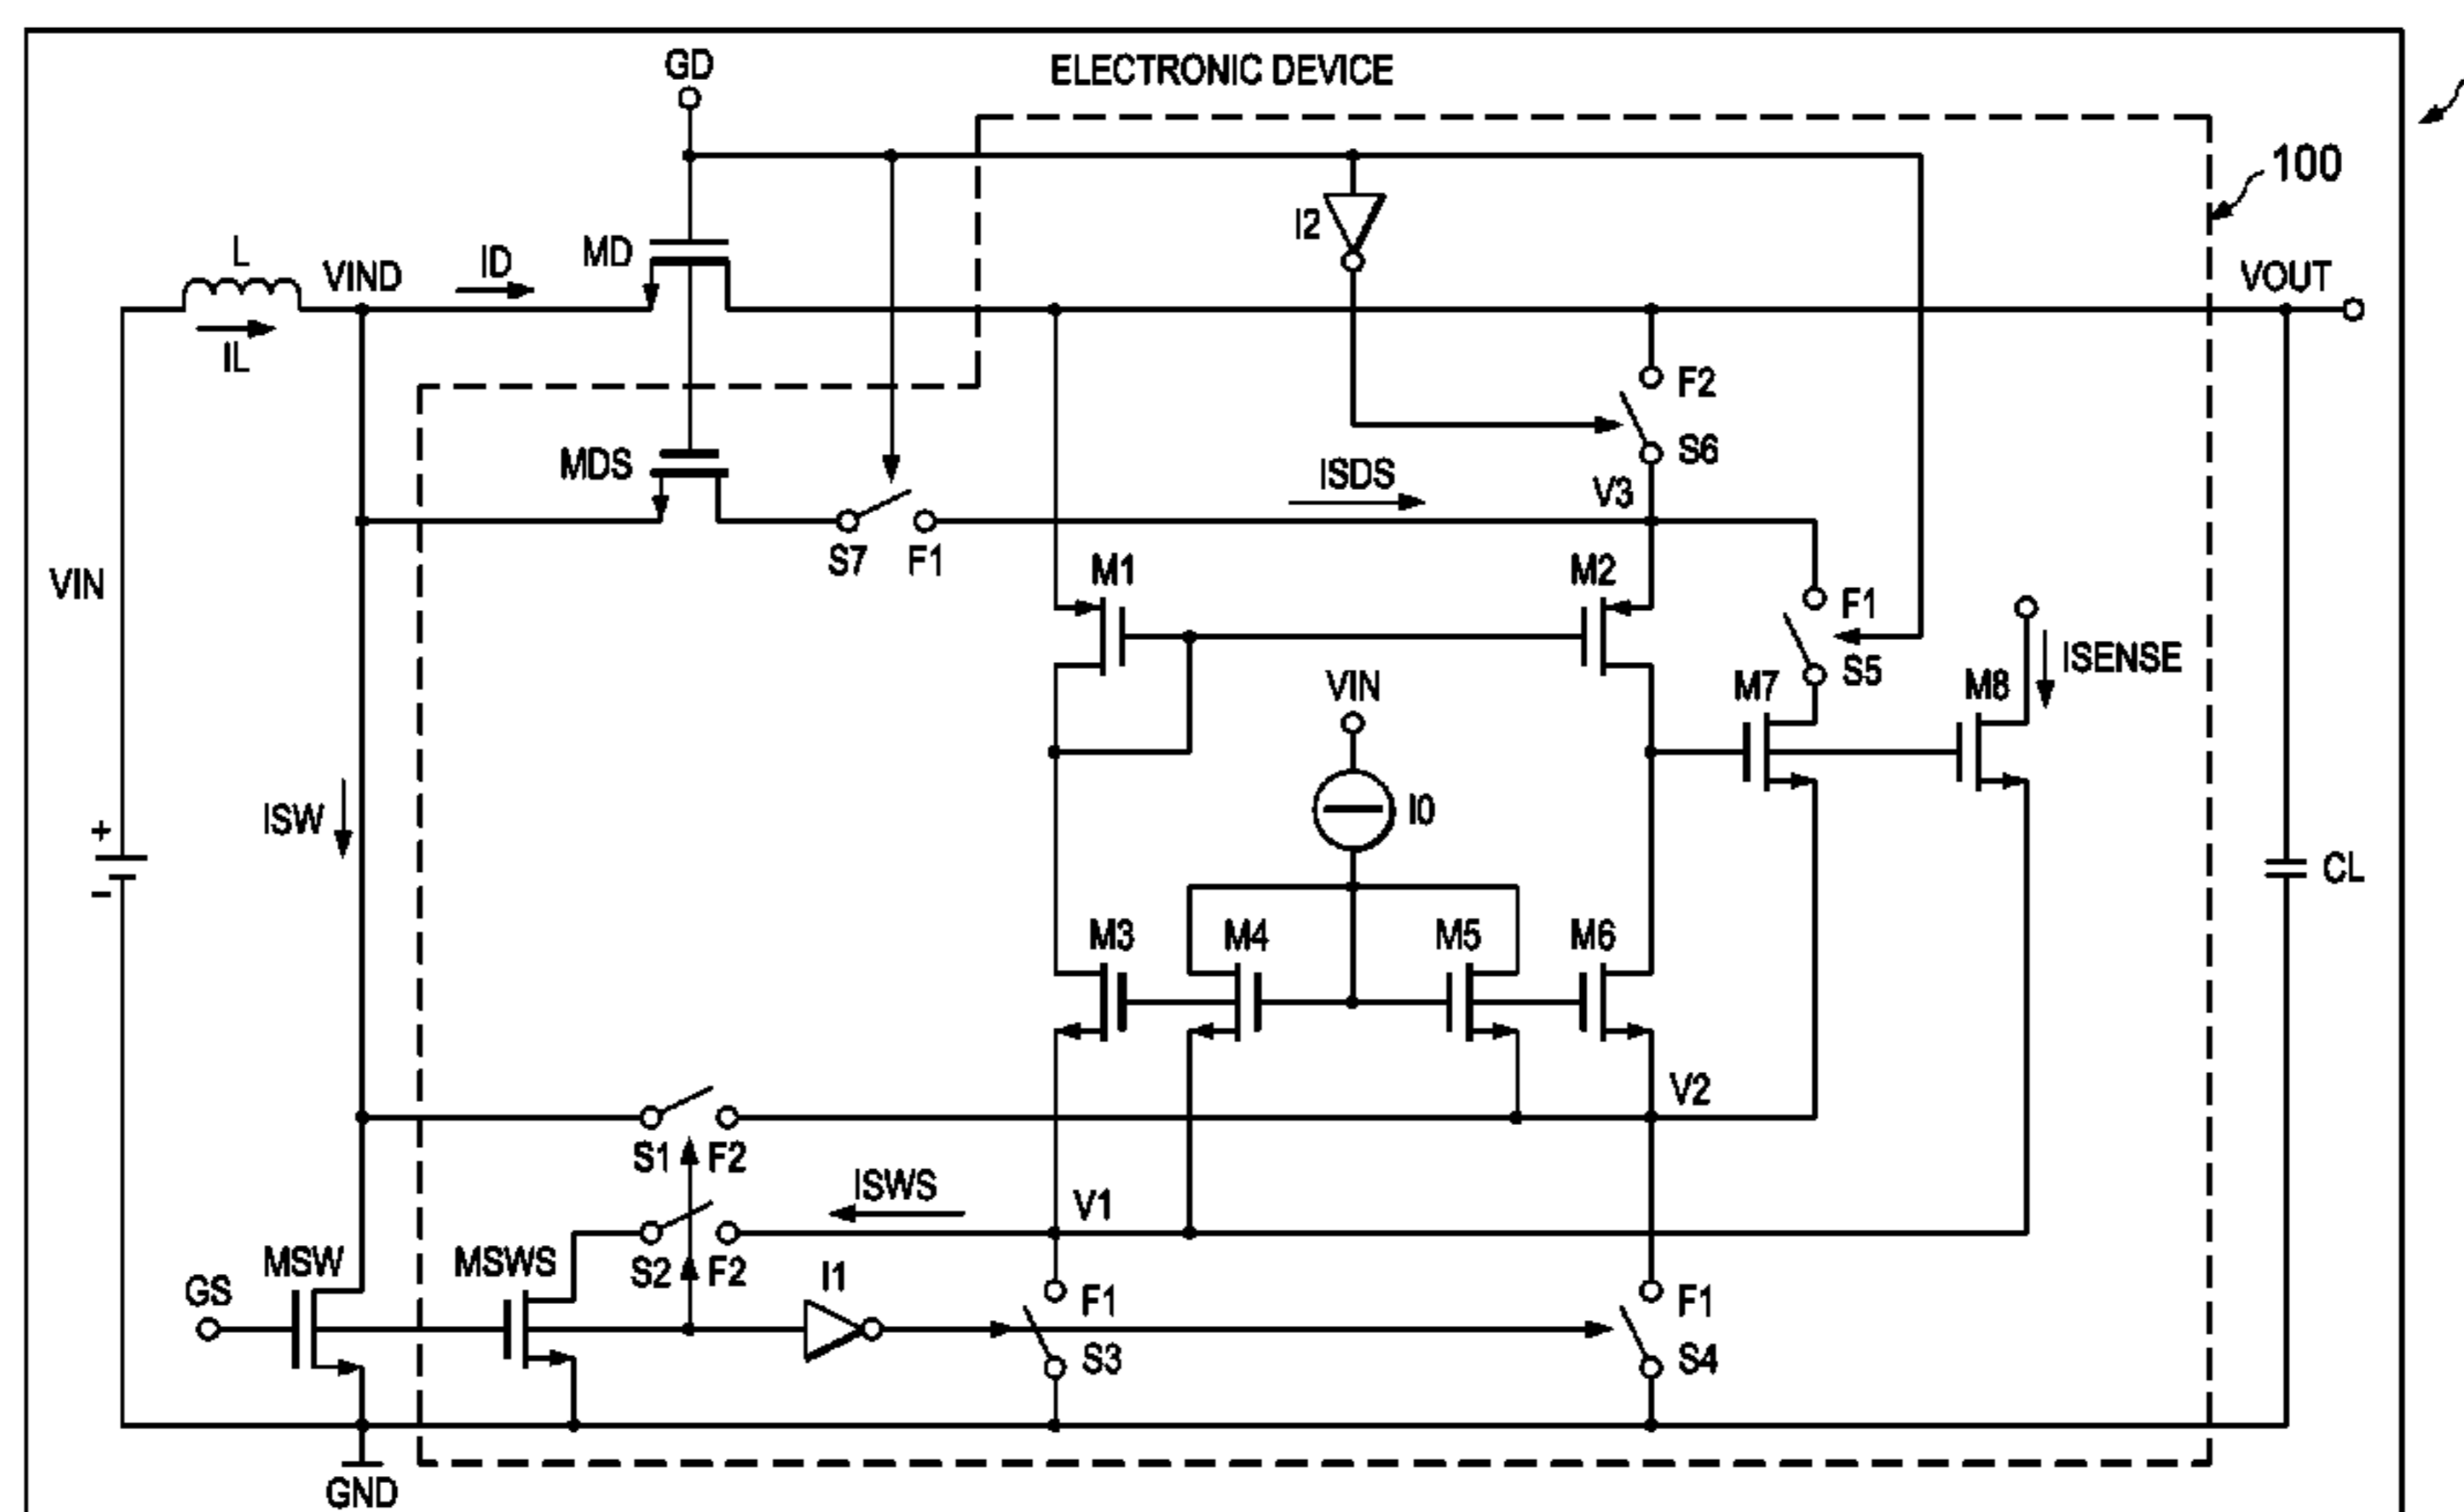 GD
ELECTRONIC DEVICE
100
L
VIND
ID
MD
I2
VOUT
IL
F2
S6
MDS
ISDS
V3
S7
F1
VIN
M1
M2
F1
S5
ISENSE
VIN
M7
M8
I0
ISW
+
-
CL
M3
M4
M5
M6
V2
S1
F2
ISWS
V1
S2
F2
MSW
MSWS
I1
GS
F1
S3
F1
S4
GND